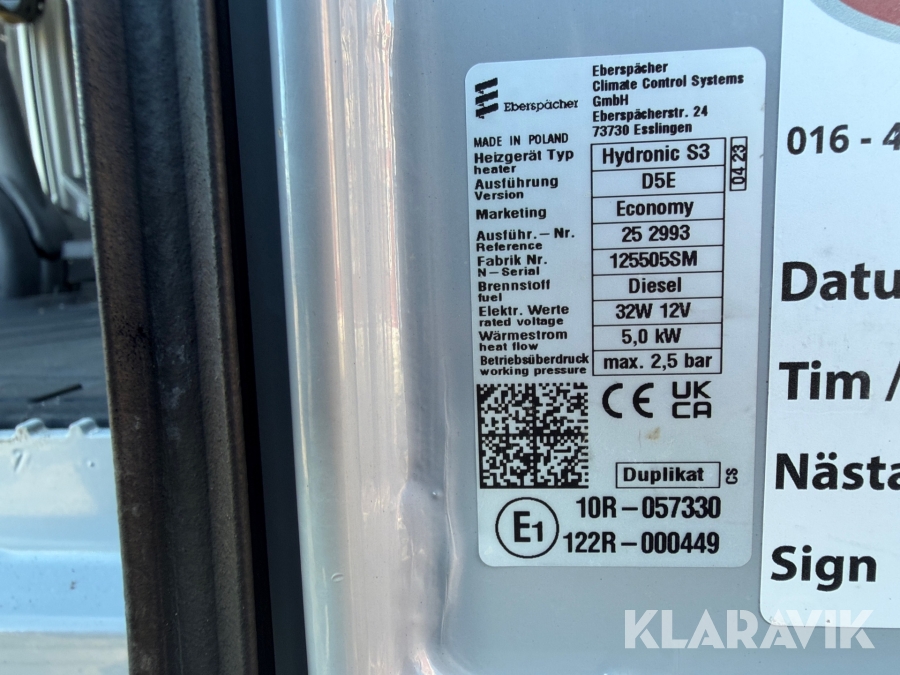 Eberspächer
Eberspächer
Climate Control Systems
GmbH
Eberspächerstr. 24
73730 Esslingen
MADE IN POLAND
Heizgerät Typ
heater
Hydronic S3
04 23
Ausführung
Version
D5E
Marketing
Economy
Ausführ.-Nr.
Reference
25 2993
Fabrik Nr.
N-Serial
125505SM
Brennstoff
fuel
Diesel
Elektr. Werte
rated voltage
32W 12V
Wärmestrom
heat flow
5,0 kW
Betriebsüberdruck
working pressure
max. 2,5 bar
CE UK
CA
Duplikat
CS
E1
10R-057330
122R-000449
016 - 4
Datu
Tim /
Nästa
Sign
KLARAVIK